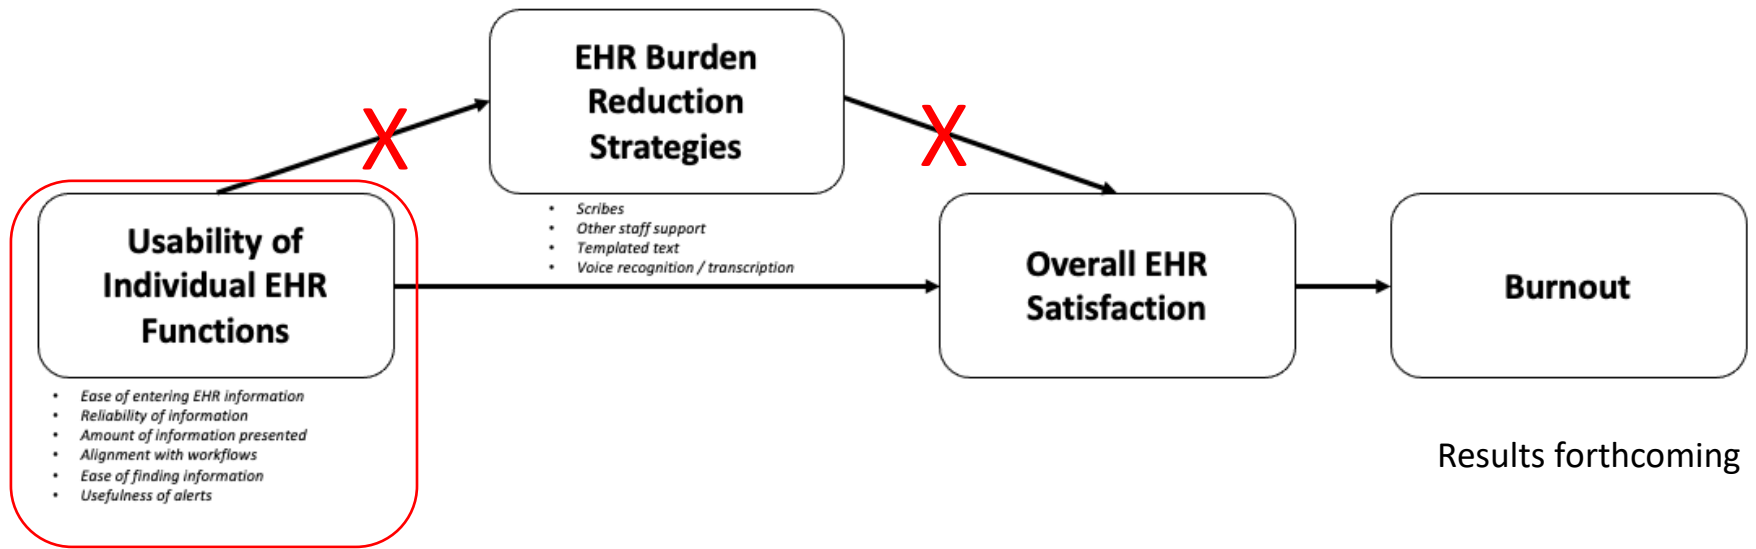 EHR Burden
Reduction
Strategies
X
X
• Scribes
• Other staff support
• Templated text
• Voice recognition / transcription
Usability of
Individual EHR
Functions
• Ease of entering EHR information
• Reliability of information
• Amount of information presented
• Alignment with workflows
• Ease of finding information
• Usefulness of alerts
Overall EHR
Satisfaction
Burnout
Results forthcoming